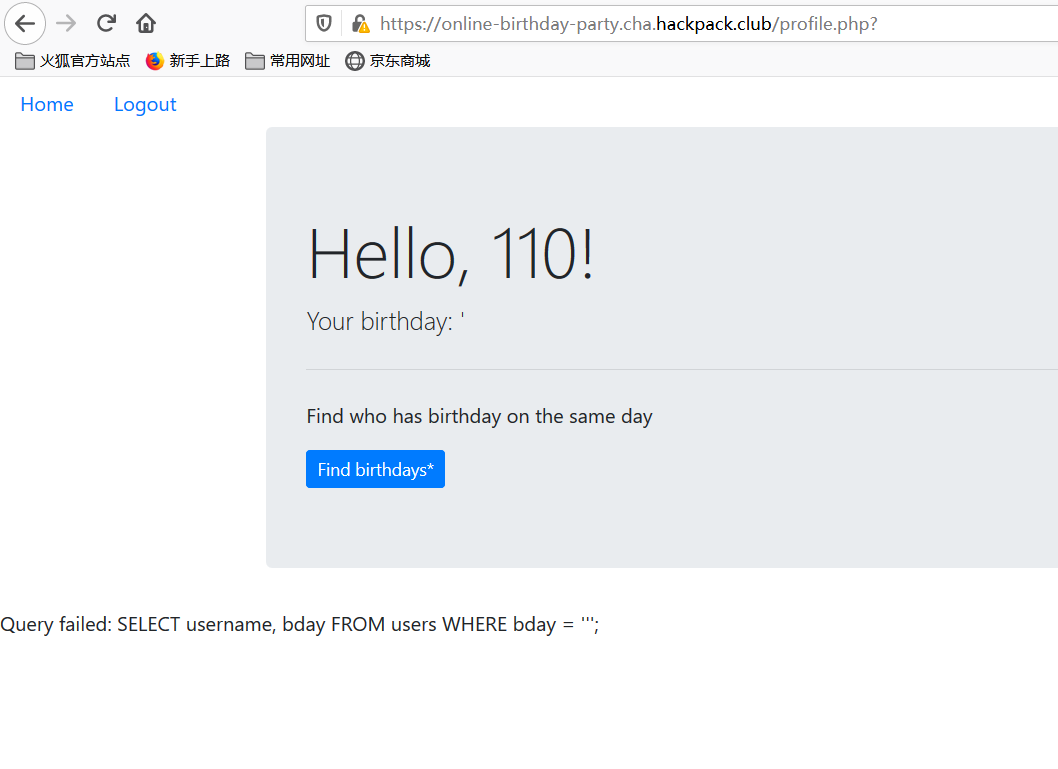 https://online-birthday-party.cha.hackpack.club/profile.php?
火狐官方站点 新手上路 常用网址 京东商城
Home Logout
Hello, 110!
Your birthday: '
Find who has birthday on the same day
Find birthdays*
Query failed: SELECT username, bday FROM users WHERE bday = ''';